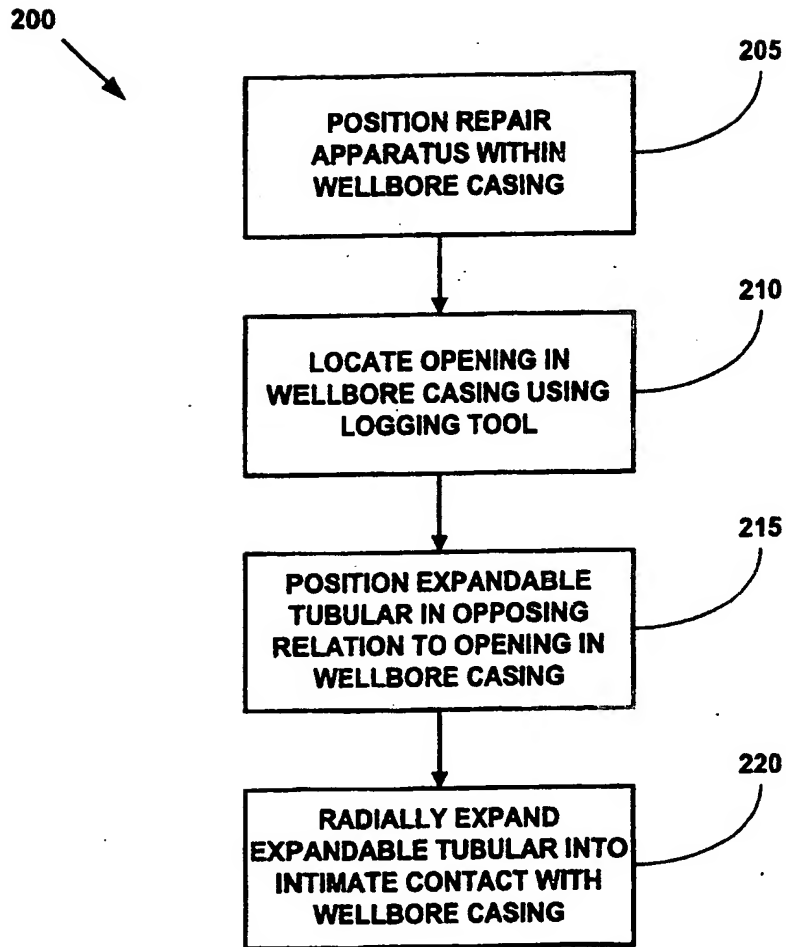 200
205
POSITION REPAIR
APPARATUS WITHIN
WELLBORE CASING
210
LOCATE OPENING IN
WELLBORE CASING USING
LOGGING TOOL
215
POSITION EXPANDABLE
TUBULAR IN OPPOSING
RELATION TO OPENING IN
WELLBORE CASING
220
RADIALLY EXPAND
EXPANDABLE TUBULAR INTO
INTIMATE CONTACT WITH
WELLBORE CASING